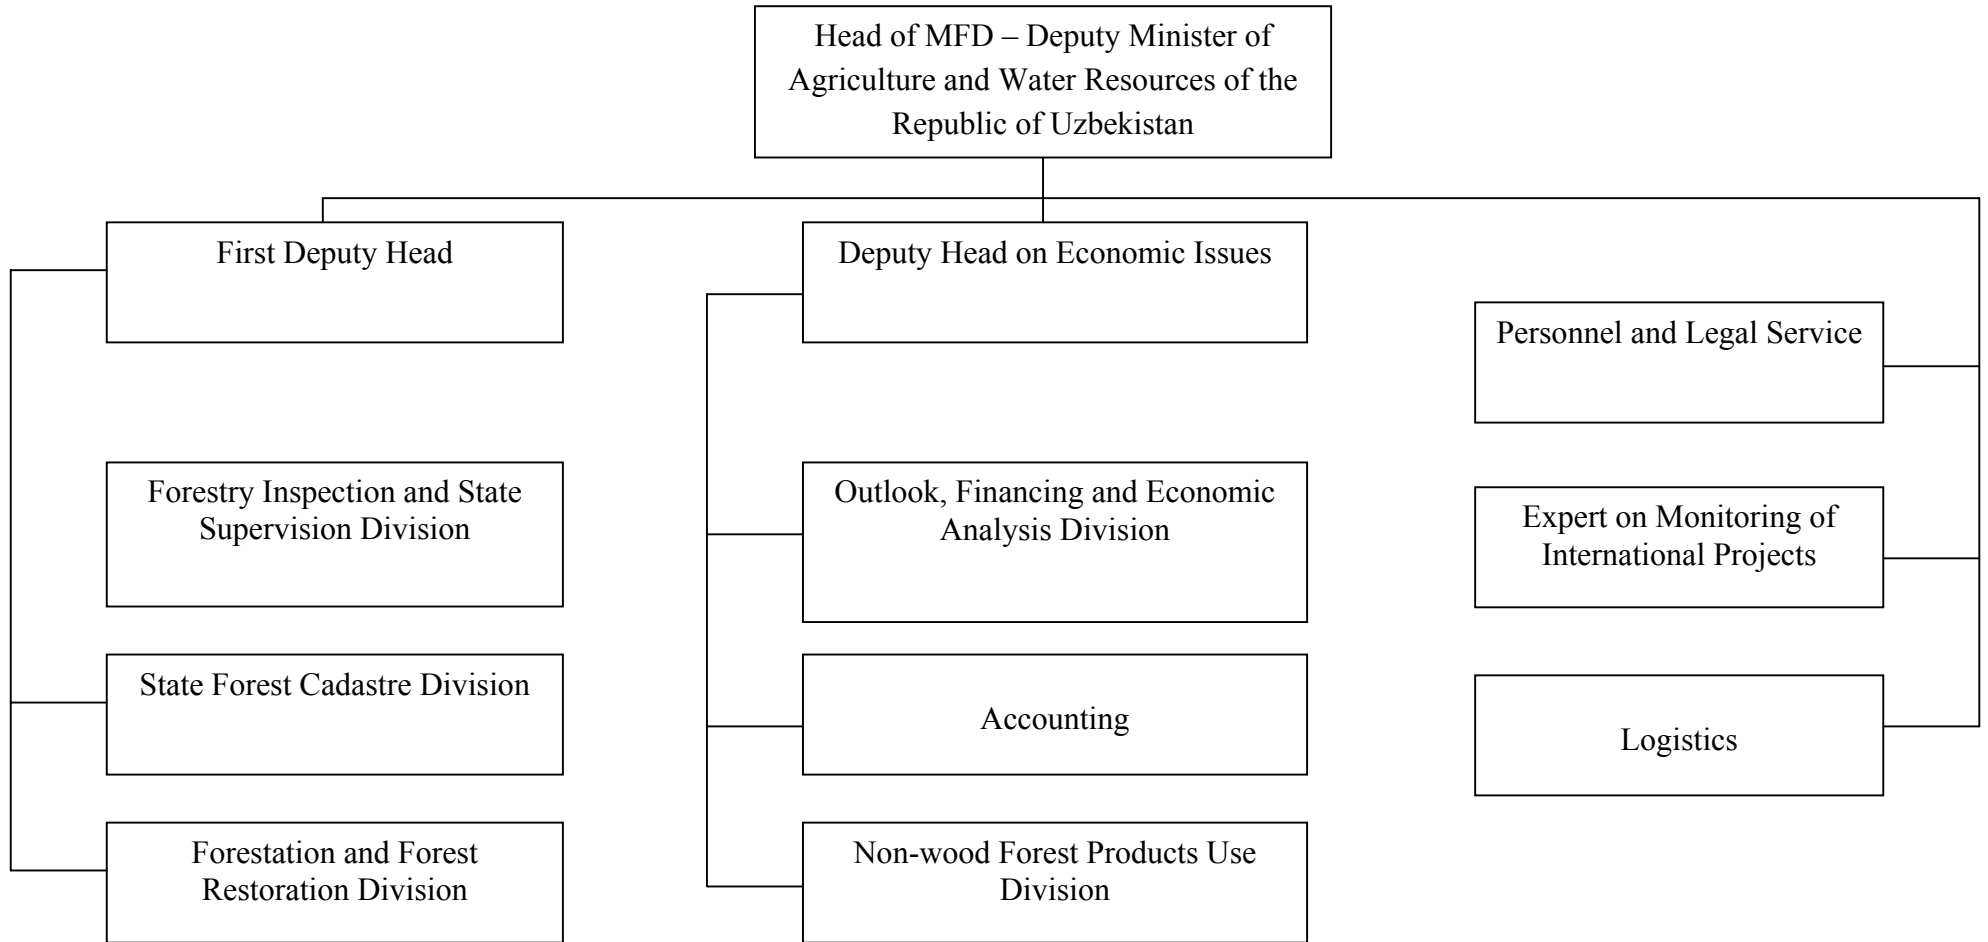 Head of MFD – Deputy Minister of
Agriculture and Water Resources of the
Republic of Uzbekistan
First Deputy Head
Deputy Head on Economic Issues
Personnel and Legal Service
Forestry Inspection and State
Supervision Division
Outlook, Financing and Economic
Analysis Division
Expert on Monitoring of
International Projects
State Forest Cadastre Division
Accounting
Logistics
Forestation and Forest
Restoration Division
Non-wood Forest Products Use
Division